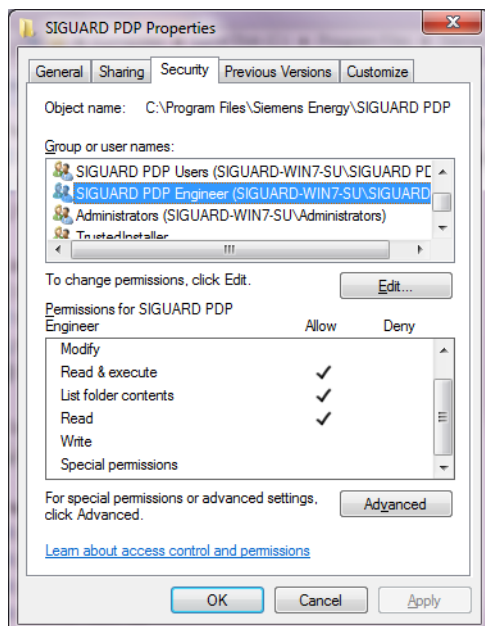 SIGUARD PDP Properties
General Sharing Security Previous Versions Customize
Object name: C:\Program Files\Siemens Energy\SIGUARD PDP
Group or user names:
SIGUARD PDP Users (SIGUARD-WIN7-SU\SIGUARD PD
SIGUARD PDP Engineer (SIGUARD-WIN7-SU\SIGUARD
Administrators (SIGUARD-WIN7-SU\Administrators)
TrustedInstaller
To change permissions, click Edit.
Edit...
Permissions for SIGUARD PDP
Engineer Allow Deny
Modify
Read & execute
List folder contents
Read
Write
Special permissions
For special permissions or advanced settings,
click Advanced.
Advanced
Learn about access control and permissions
OK Cancel Apply